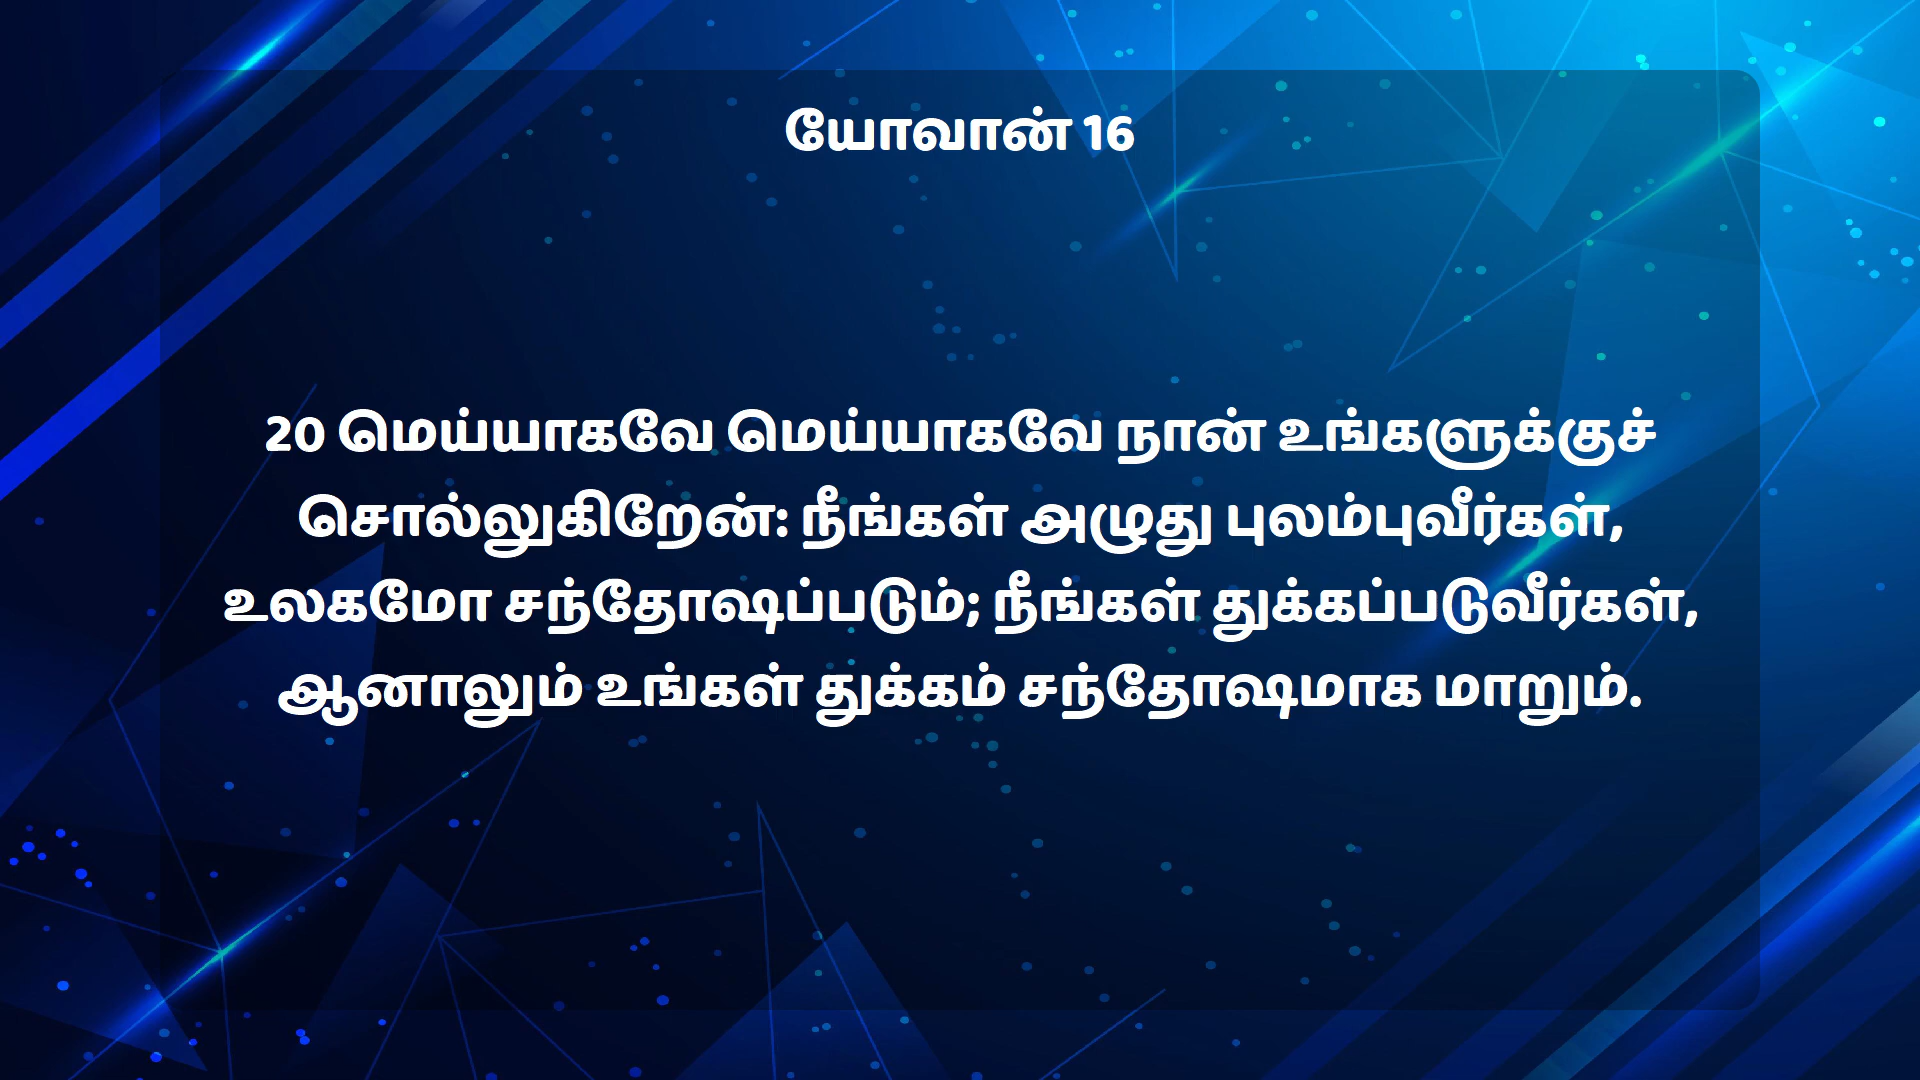 யோவான் 16
20 மெய்யாகவே மெய்யாகவே நான் உங்களுக்குச்
சொல்லுகிறேன்: நீங்கள் அழுது புலம்புவீர்கள்,
உலகமோ சந்தோஷப்படும்; நீங்கள் துக்கப்படுவீர்கள்,
ஆனாலும் உங்கள் துக்கம் சந்தோஷமாக மாறும்.